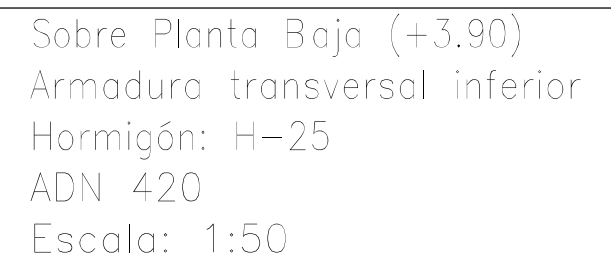 Sobre Planta Baja (+3.90)
Armadura transversal inferior
Hormigón: H-25
ADN 420
Escala: 1:50